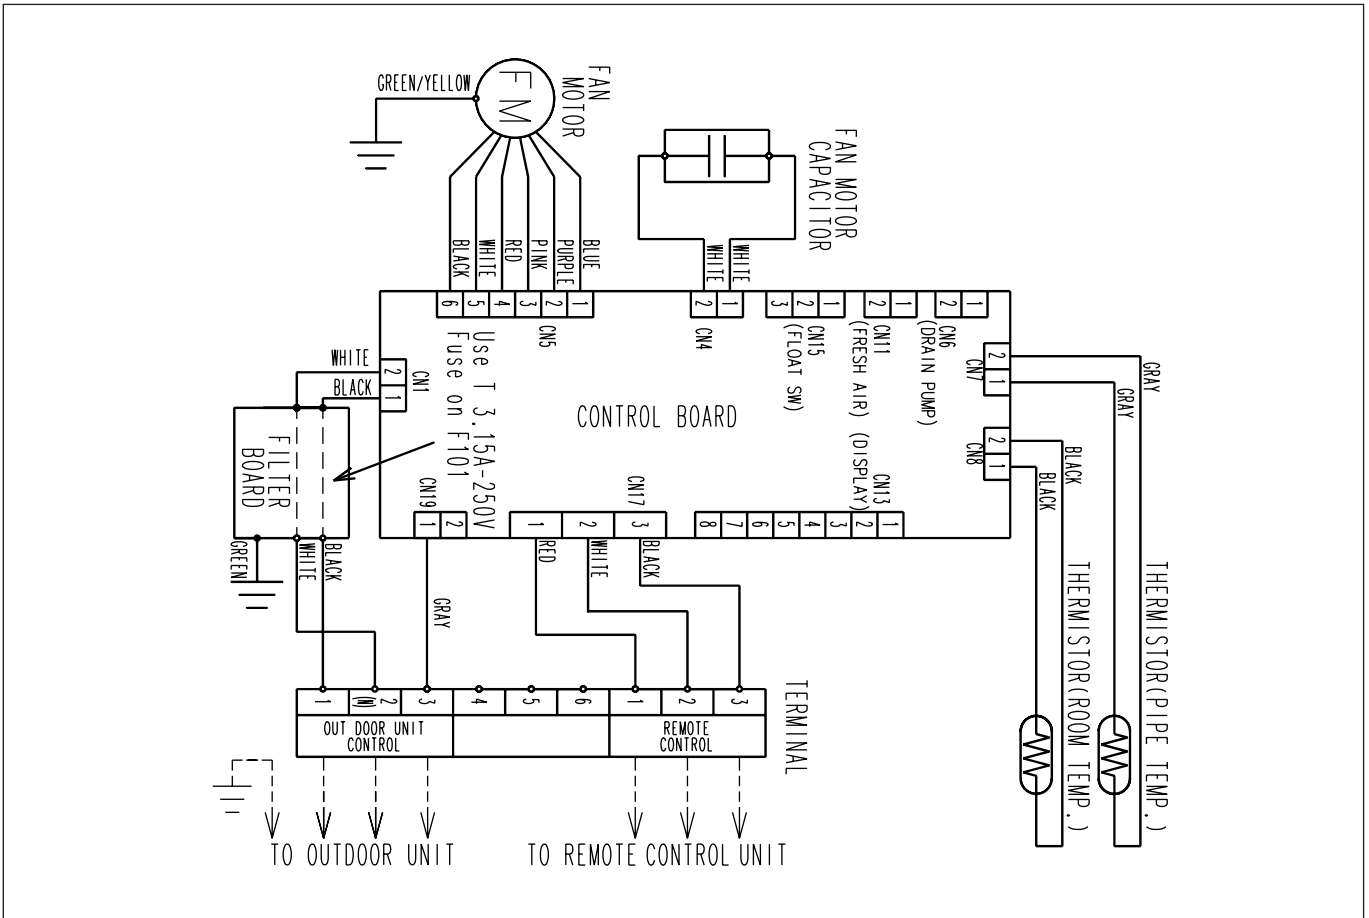 GREEN/YELLOW
FM
FAN
MOTOR
FAN MOTOR
CAPACITOR
BLACK
WHITE
RED
PINK
PURPLE
BLUE
WHITE
WHITE
6 5 4 3 2 1
CN5
2 1
CN4
3 2 1
CN15
(FLOAT SW)
2 1
CN11
(FRESH AIR)
2 1
CN6
(DRAIN PUMP)
2
1
CN7
GRAY
GRAY
2
1
CN8
BLACK
BLACK
WHITE
BLACK
2
1
CN1
Use T 3.15A-250V
Fuse on F101
CONTROL BOARD
FILTER
BOARD
CN19
1 2
CN17
1 2 3
CN13
(DISPLAY)
8 7 6 5 4 3 2 1
GREEN
WHITE
BLACK
GRAY
RED
WHITE
BLACK
THERMISTOR(ROOM TEMP.)
THERMISTOR(PIPE TEMP.)
TERMINAL
1 2 (W) 3 4 5 6 1 2 3
OUT DOOR UNIT
CONTROL
REMOTE
CONTROL
TO OUTDOOR UNIT
TO REMOTE CONTROL UNIT